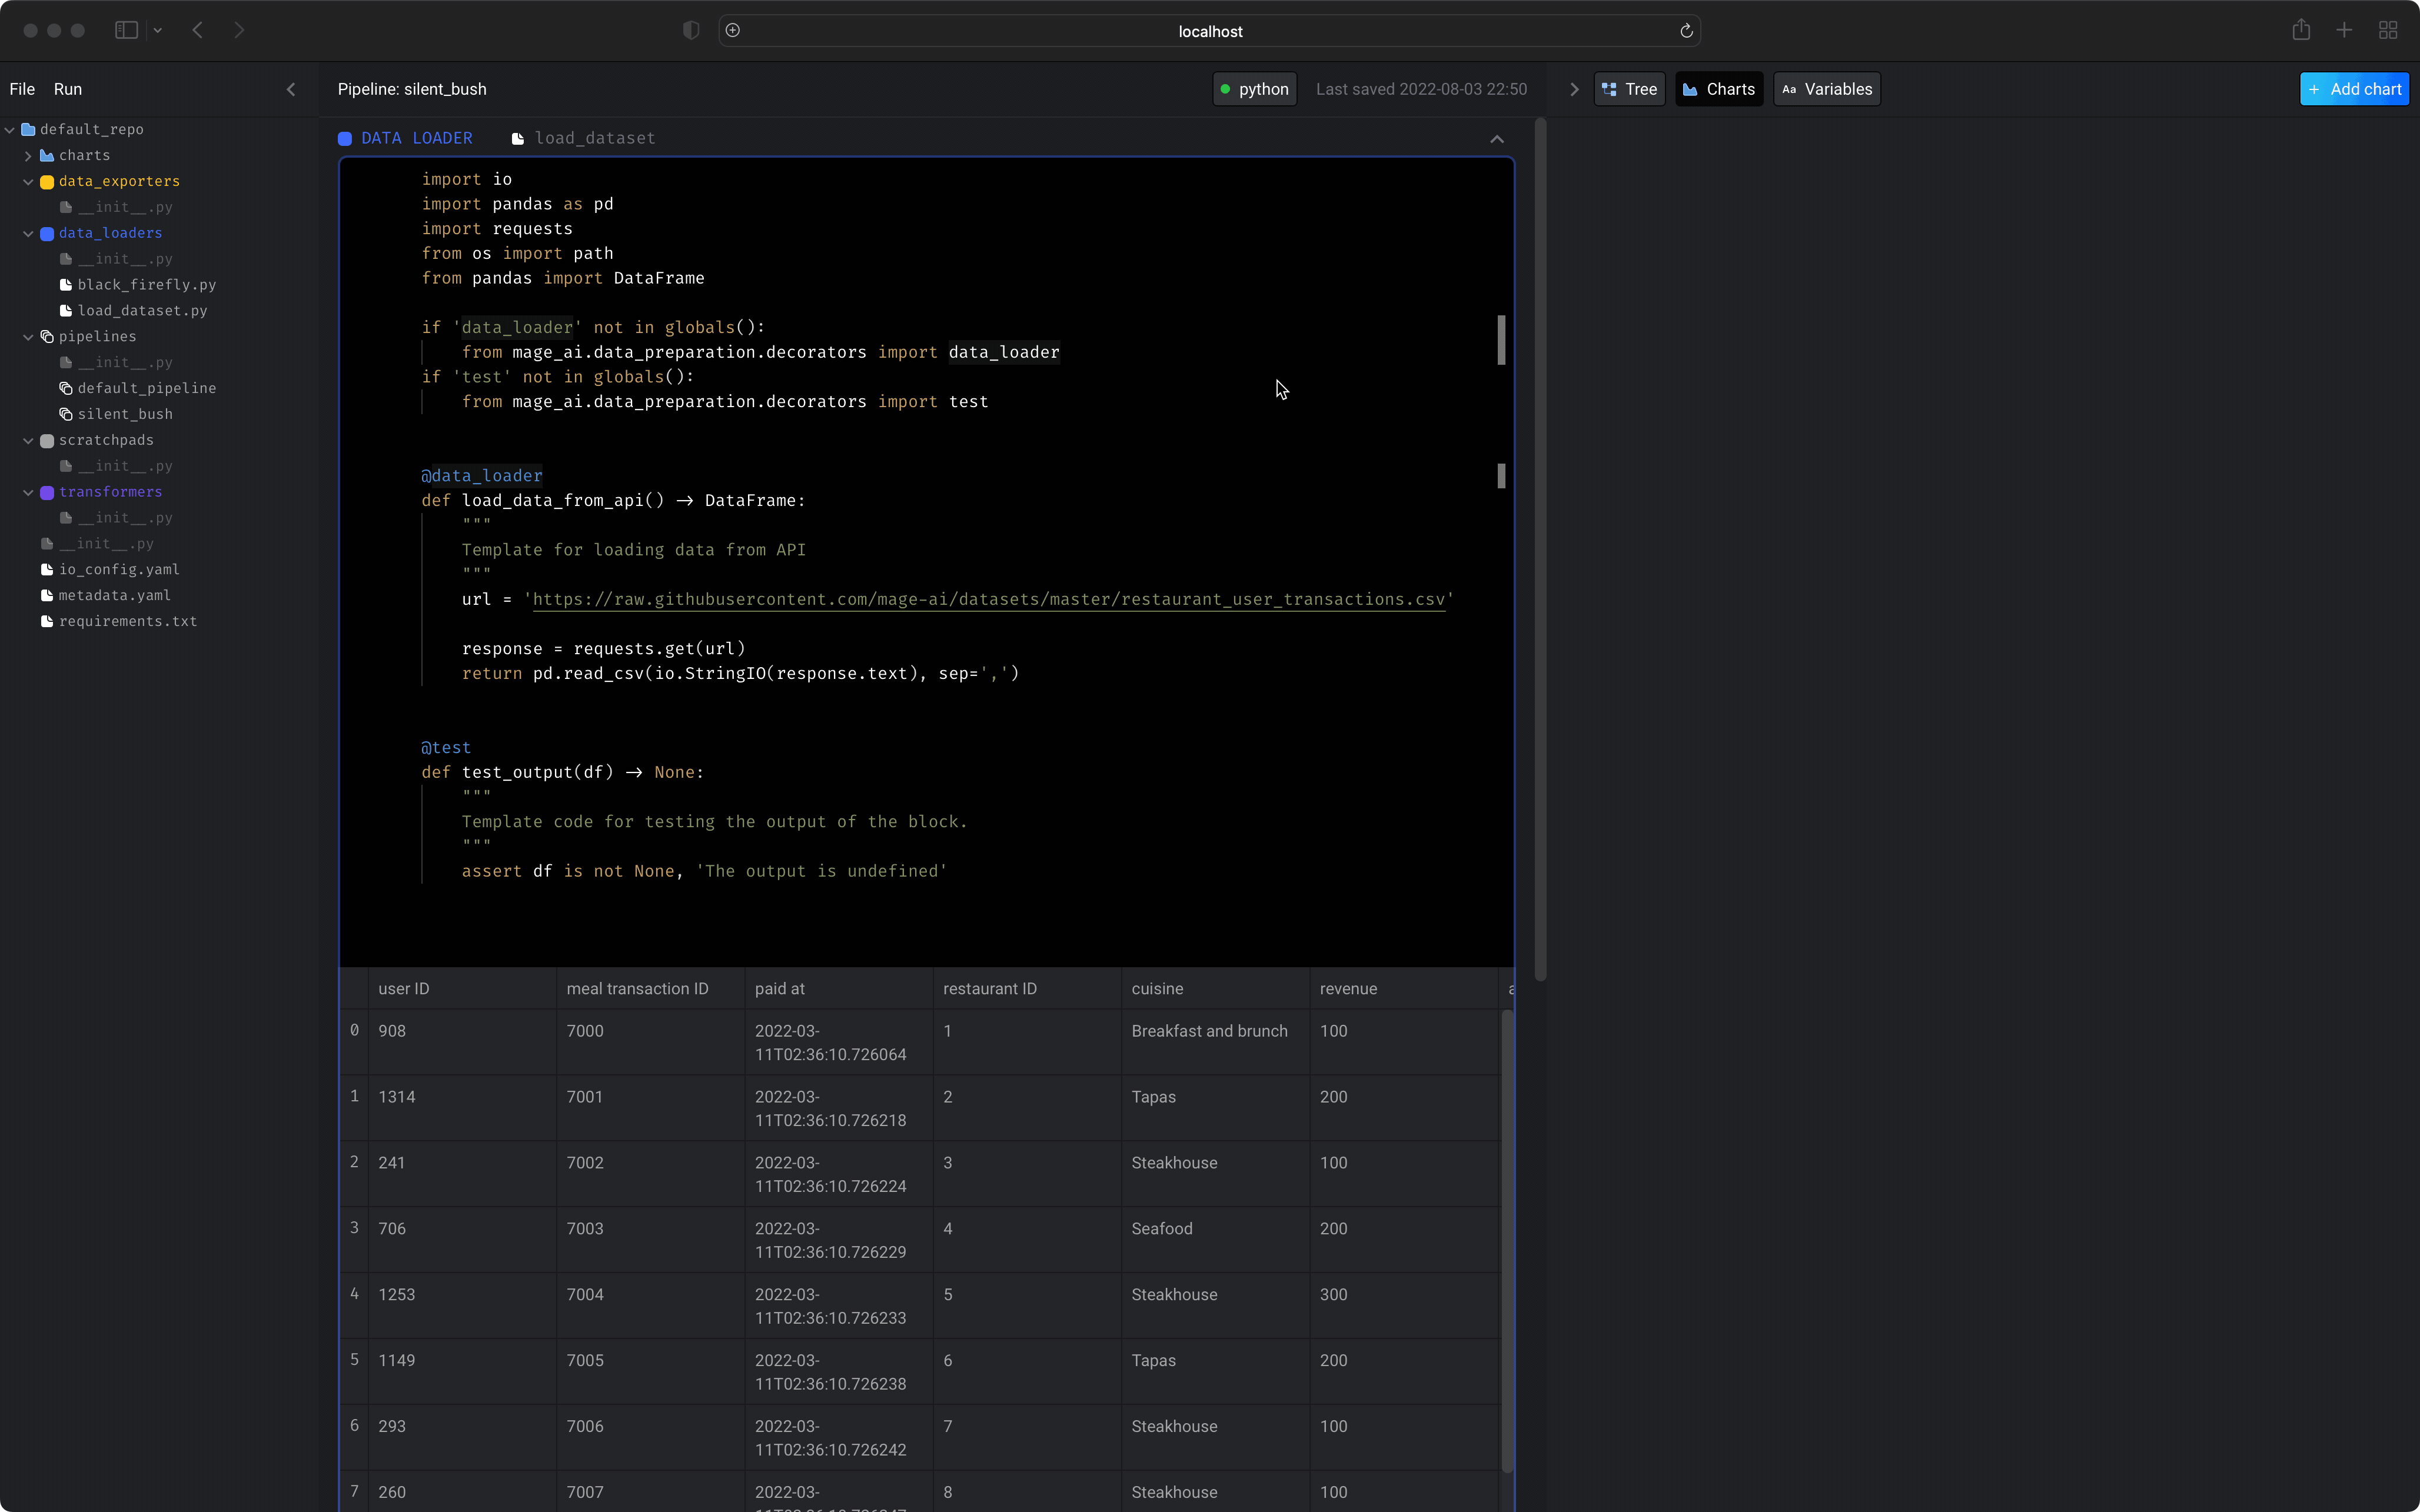 localhost
File Run
Pipeline: silent_bush
python
Last saved 2022-08-03 22:50
Tree
Charts
Aa Variables
+ Add chart
default_repo
charts
data_exporters
__init__.py
data_loaders
__init__.py
black_firefly.py
load_dataset.py
pipelines
__init__.py
default_pipeline
silent_bush
scratchpads
__init__.py
transformers
__init__.py
__init__.py
io_config.yaml
metadata.yaml
requirements.txt
DATA LOADER load_dataset
import io
import pandas as pd
import requests
from os import path
from pandas import DataFrame
if 'data_loader' not in globals():
from mage_ai.data_preparation.decorators import data_loader
if 'test' not in globals():
from mage_ai.data_preparation.decorators import test
@data_loader
def load_data_from_api() -> DataFrame:
"""
Template for loading data from API
"""
url = 'https://raw.githubusercontent.com/mage-ai/datasets/master/restaurant_user_transactions.csv'
response = requests.get(url)
return pd.read_csv(io.StringIO(response.text), sep=',')
@test
def test_output(df) -> None:
"""
Template code for testing the output of the block.
"""
assert df is not None, 'The output is undefined'
user ID meal transaction ID paid at restaurant ID cuisine revenue
0 908 7000 2022-03-11T02:36:10.726064 1 Breakfast and brunch 100
1 1314 7001 2022-03-11T02:36:10.726218 2 Tapas 200
2 241 7002 2022-03-11T02:36:10.726224 3 Steakhouse 100
3 706 7003 2022-03-11T02:36:10.726229 4 Seafood 200
4 1253 7004 2022-03-11T02:36:10.726233 5 Steakhouse 300
5 1149 7005 2022-03-11T02:36:10.726238 6 Tapas 200
6 293 7006 2022-03-11T02:36:10.726242 7 Steakhouse 100
7 260 7007 2022-03- 8 Steakhouse 100